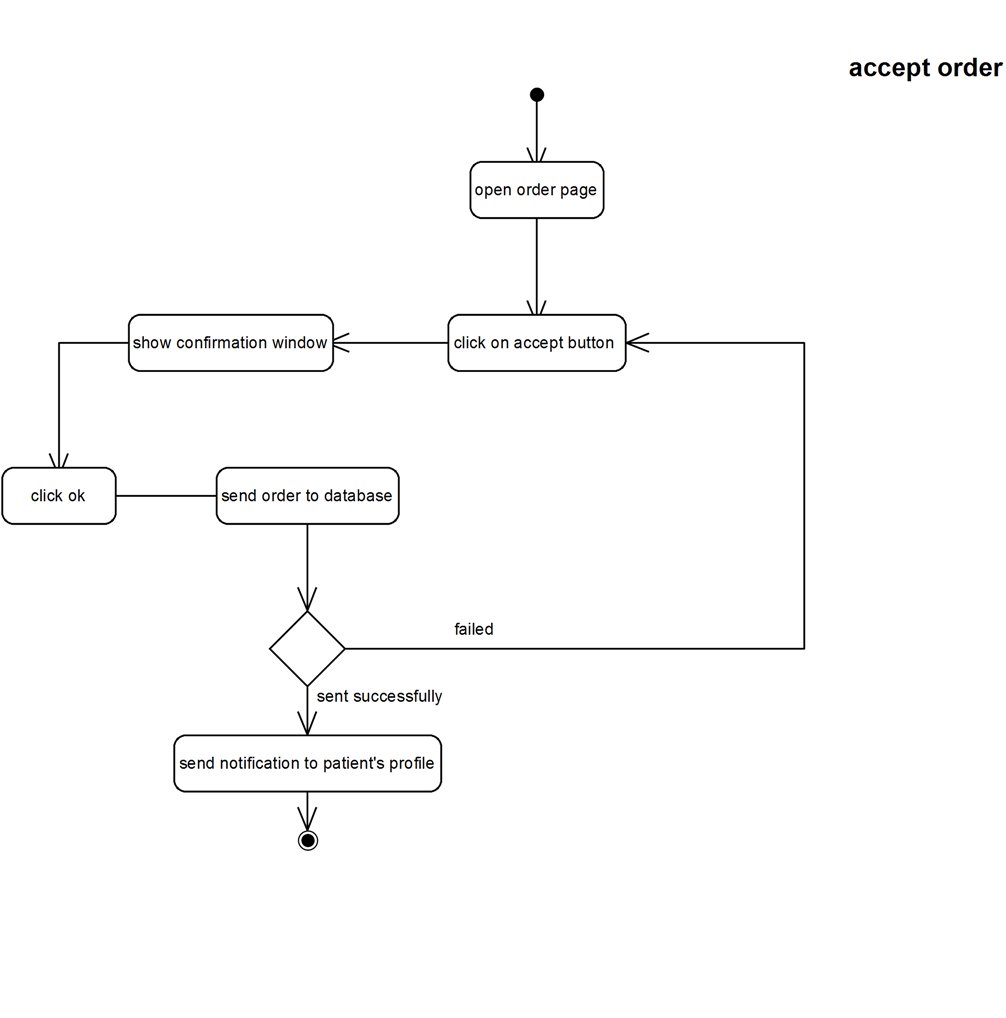 accept order
open order page
show confirmation window
click on accept button
click ok
send order to database
failed
sent successfully
send notification to patient's profile